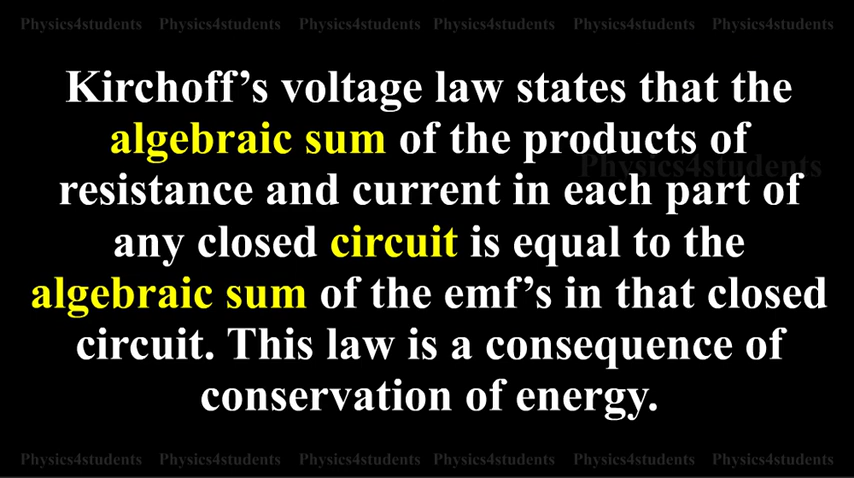 Physics4students Physics4students Physics4students Physics4students Physics4students Physics4students
Kirchoff’s voltage law states that the
algebraic sum of the products of
Physics4students
resistance and current in each part of
any closed circuit is equal to the
algebraic sum of the emf’s in that closed
circuit. This law is a consequence of
conservation of energy.
Physics4students Physics4students Physics4students Physics4students Physics4students Physics4students